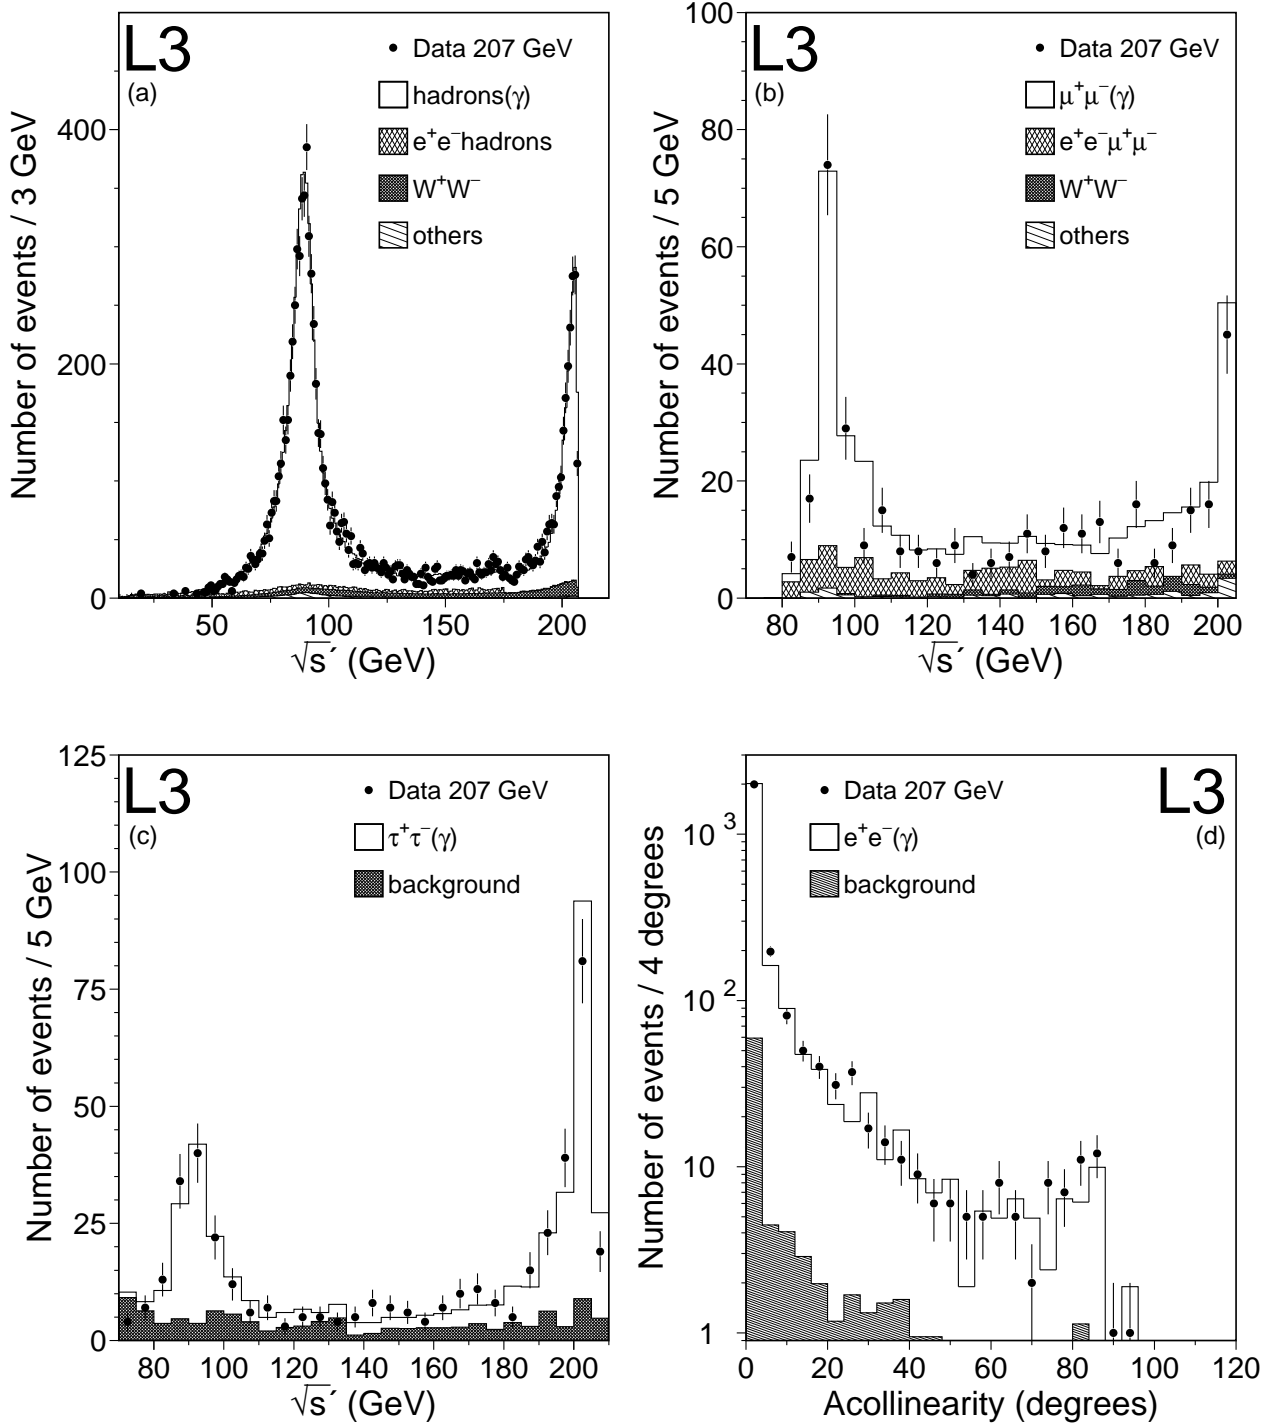 L3
(a)
Data 207 GeV
hadrons(γ)
e⁺e⁻hadrons
W⁺W⁻
others
Number of events / 3 GeV
400
200
0
50
100
150
200
√s´ (GeV)
L3
(b)
Data 207 GeV
μ⁺μ⁻(γ)
e⁺e⁻μ⁺μ⁻
W⁺W⁻
others
Number of events / 5 GeV
100
80
60
40
20
0
80
100
120
140
160
180
200
√s´ (GeV)
L3
(c)
Data 207 GeV
τ⁺τ⁻(γ)
background
Number of events / 5 GeV
125
100
75
50
25
0
80
100
120
140
160
180
200
√s´ (GeV)
L3
(d)
Data 207 GeV
e⁺e⁻(γ)
background
Number of events / 4 degrees
10³
10²
10
1
0
20
40
60
80
100
120
Acollinearity (degrees)